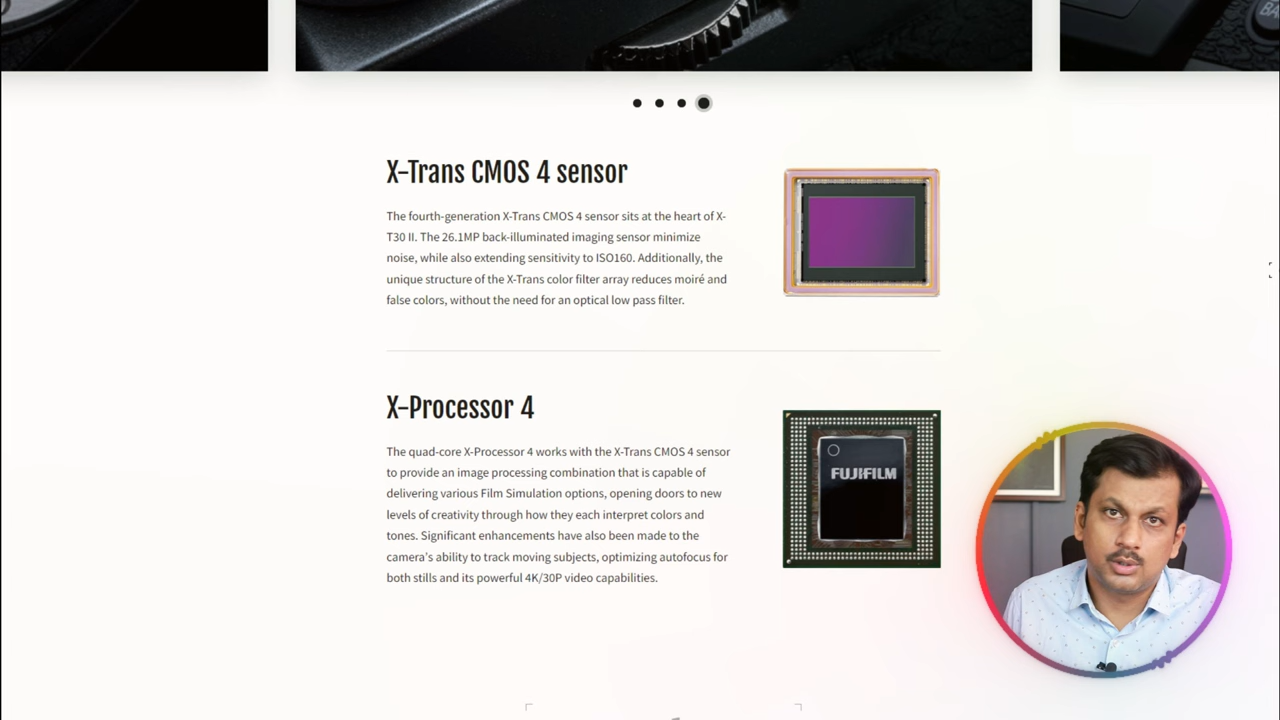 BA
X-Trans CMOS 4 sensor
The fourth-generation X-Trans CMOS 4 sensor sits at the heart of X-
T30 II. The 26.1MP back-illuminated imaging sensor minimize
noise, while also extending sensitivity to ISO160. Additionally, the
unique structure of the X-Trans color filter array reduces moiré and
false colors, without the need for an optical low pass filter.
X-Processor 4
The quad-core X-Processor 4 works with the X-Trans CMOS 4 sensor
to provide an image processing combination that is capable of
delivering various Film Simulation options, opening doors to new
levels of creativity through how they each interpret colors and
tones. Significant enhancements have also been made to the
camera’s ability to track moving subjects, optimizing autofocus for
both stills and its powerful 4K/30P video capabilities.
FUJIFILM